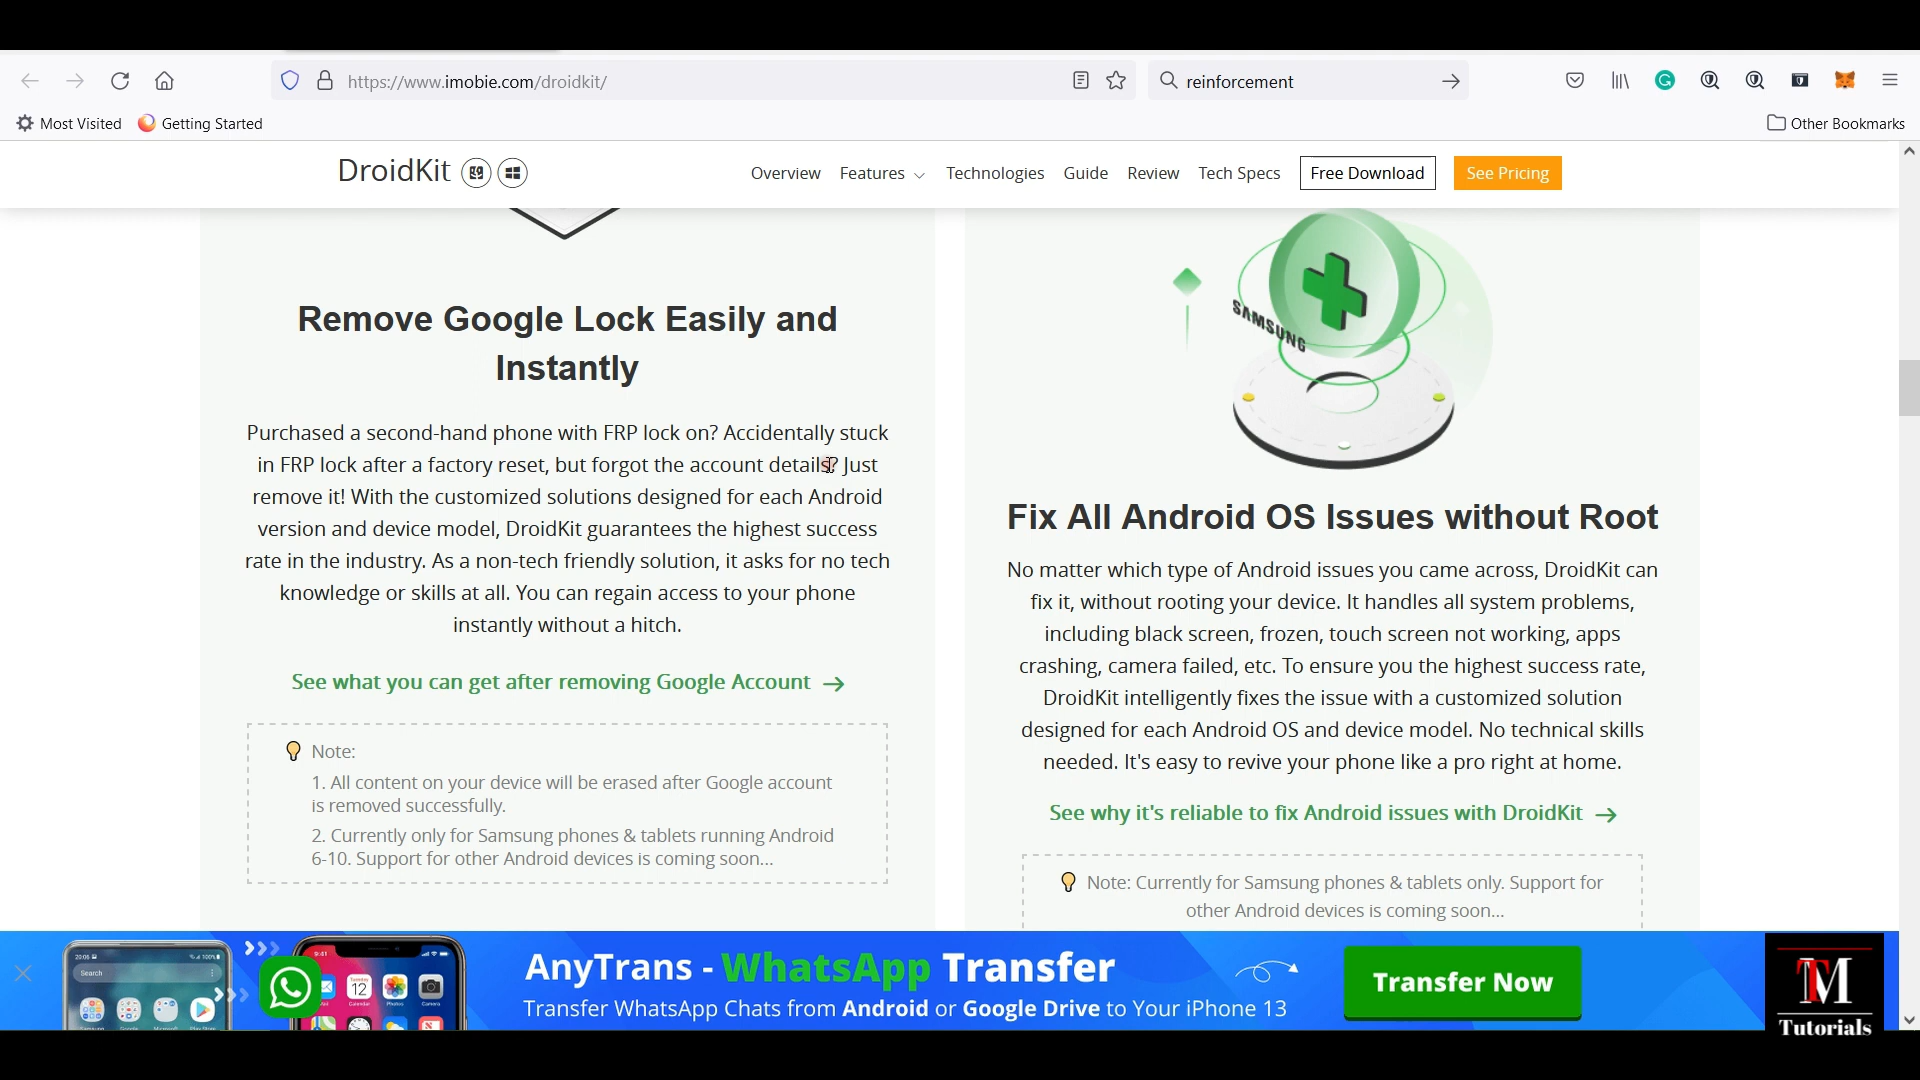 https://www.imobie.com/droidkit/
reinforcement
Most Visited
Getting Started
Other Bookmarks
DroidKit
Overview
Features
Technologies
Guide
Review
Tech Specs
Free Download
See Pricing
Remove Google Lock Easily and
Instantly
Purchased a second-hand phone with FRP lock on? Accidentally stuck
in FRP lock after a factory reset, but forgot the account details? Just
remove it! With the customized solutions designed for each Android
version and device model, DroidKit guarantees the highest success
rate in the industry. As a non-tech friendly solution, it asks for no tech
knowledge or skills at all. You can regain access to your phone
instantly without a hitch.
See what you can get after removing Google Account
Note:
1. All content on your device will be erased after Google account
is removed successfully.
2. Currently only for Samsung phones & tablets running Android
6-10. Support for other Android devices is coming soon...
SAMSUNG
Fix All Android OS Issues without Root
No matter which type of Android issues you came across, DroidKit can
fix it, without rooting your device. It handles all system problems,
including black screen, frozen, touch screen not working, apps
crashing, camera failed, etc. To ensure you the highest success rate,
DroidKit intelligently fixes the issue with a customized solution
designed for each Android OS and device model. No technical skills
needed. It's easy to revive your phone like a pro right at home.
See why it's reliable to fix Android issues with DroidKit
Note: Currently for Samsung phones & tablets only. Support for
other Android devices is coming soon...
Search
9:41
12
AnyTrans - WhatsApp Transfer
Transfer WhatsApp Chats from Android or Google Drive to Your iPhone 13
Transfer Now
TM
Tutorials